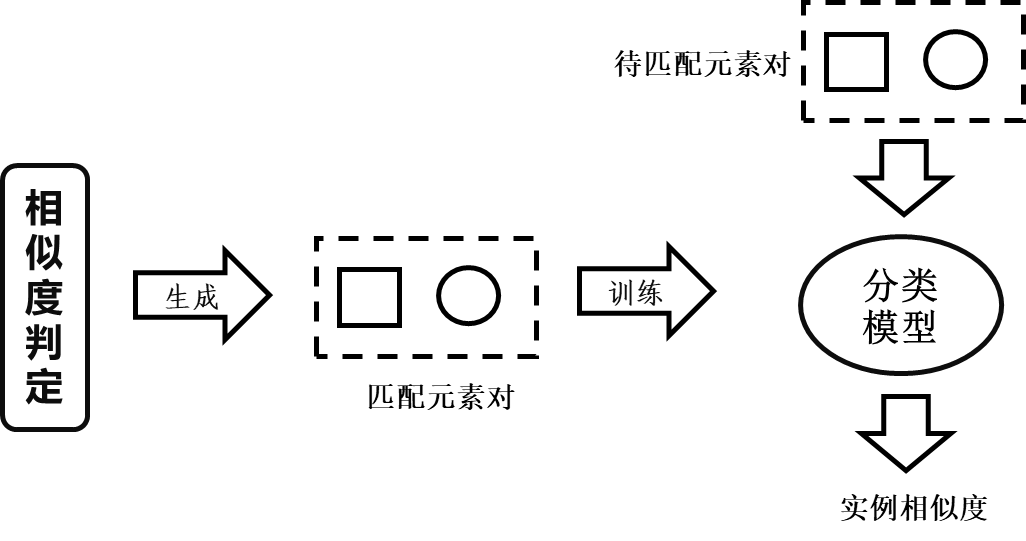 待匹配元素对
相似度判定
生成
训练
分类
模型
匹配元素对
实例相似度